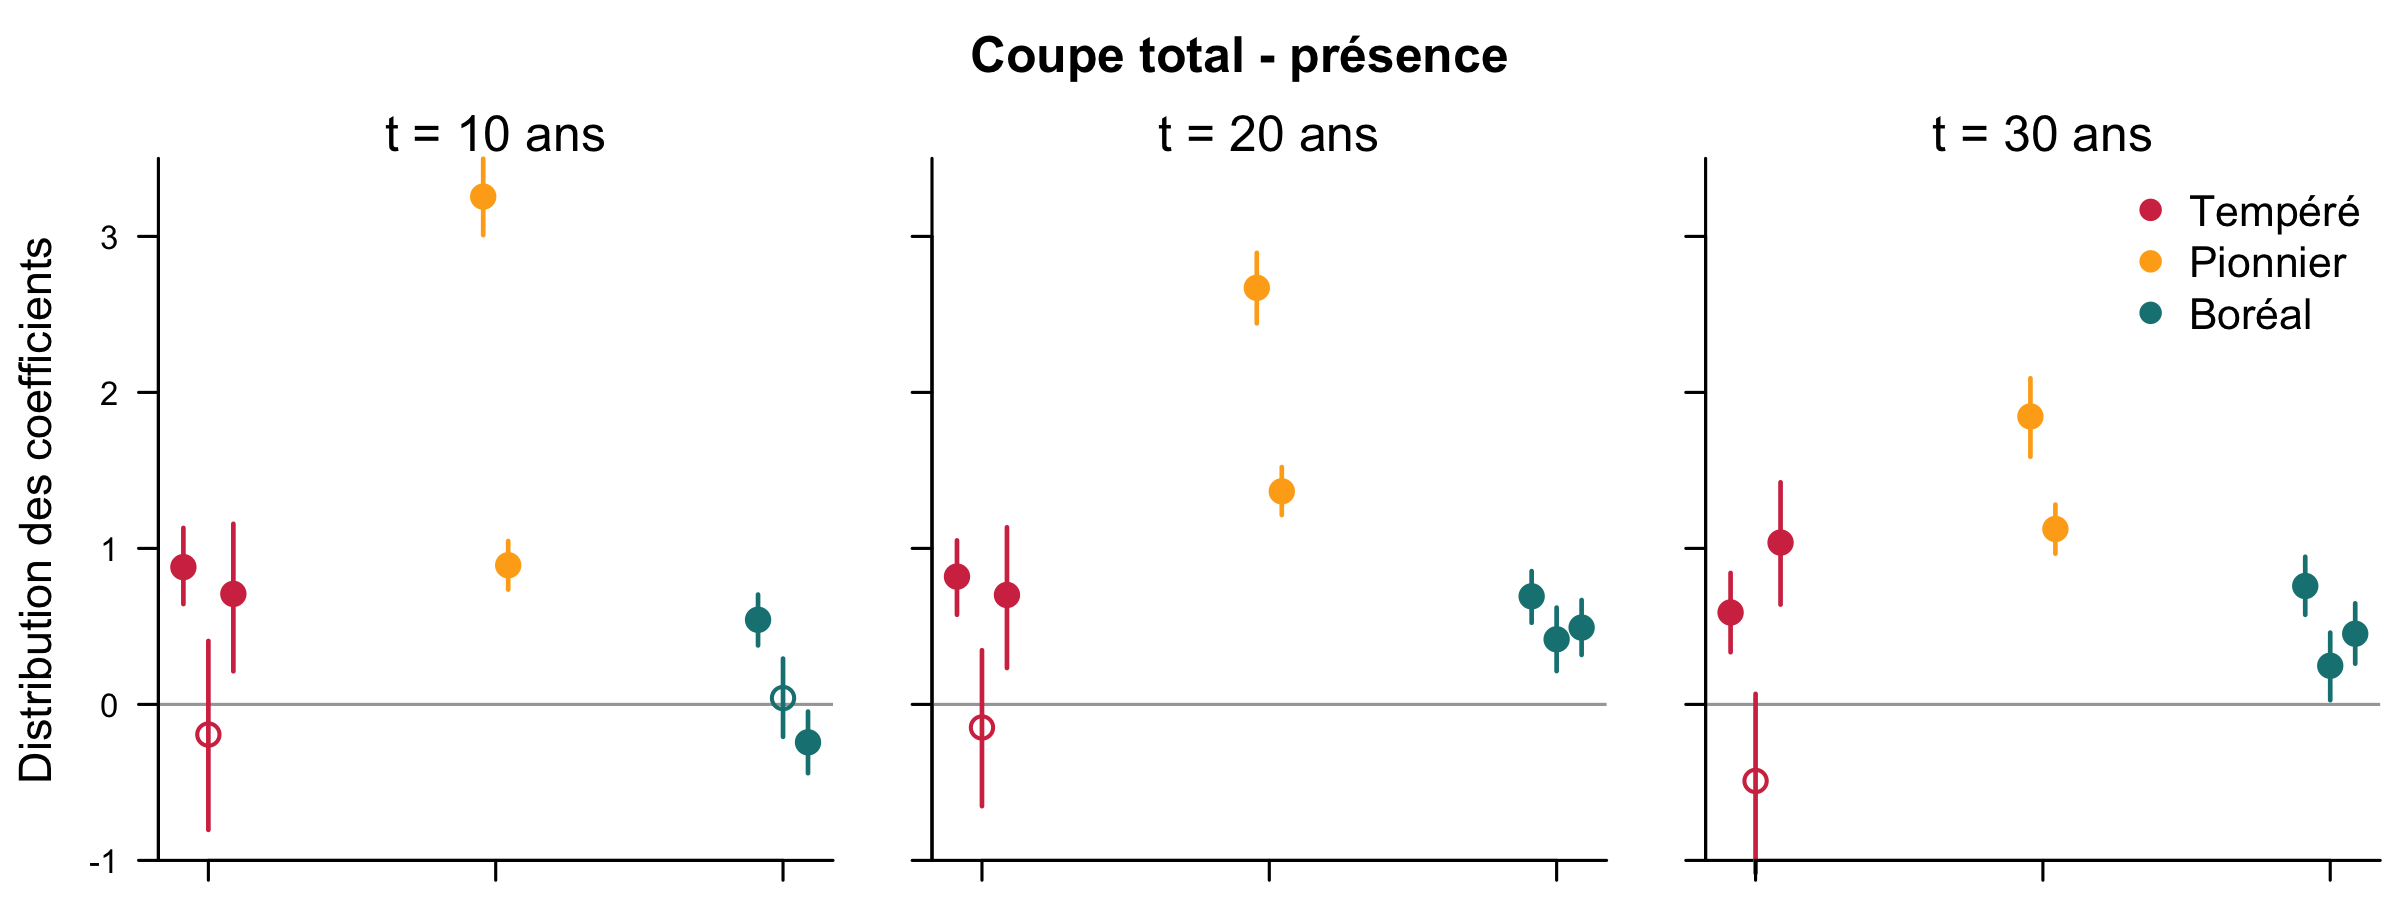 Coupe total - présence
t = 10 ans
t = 20 ans
t = 30 ans
Distribution des coefficients
3
2
1
0
-1
Tempéré
Pionnier
Boréal